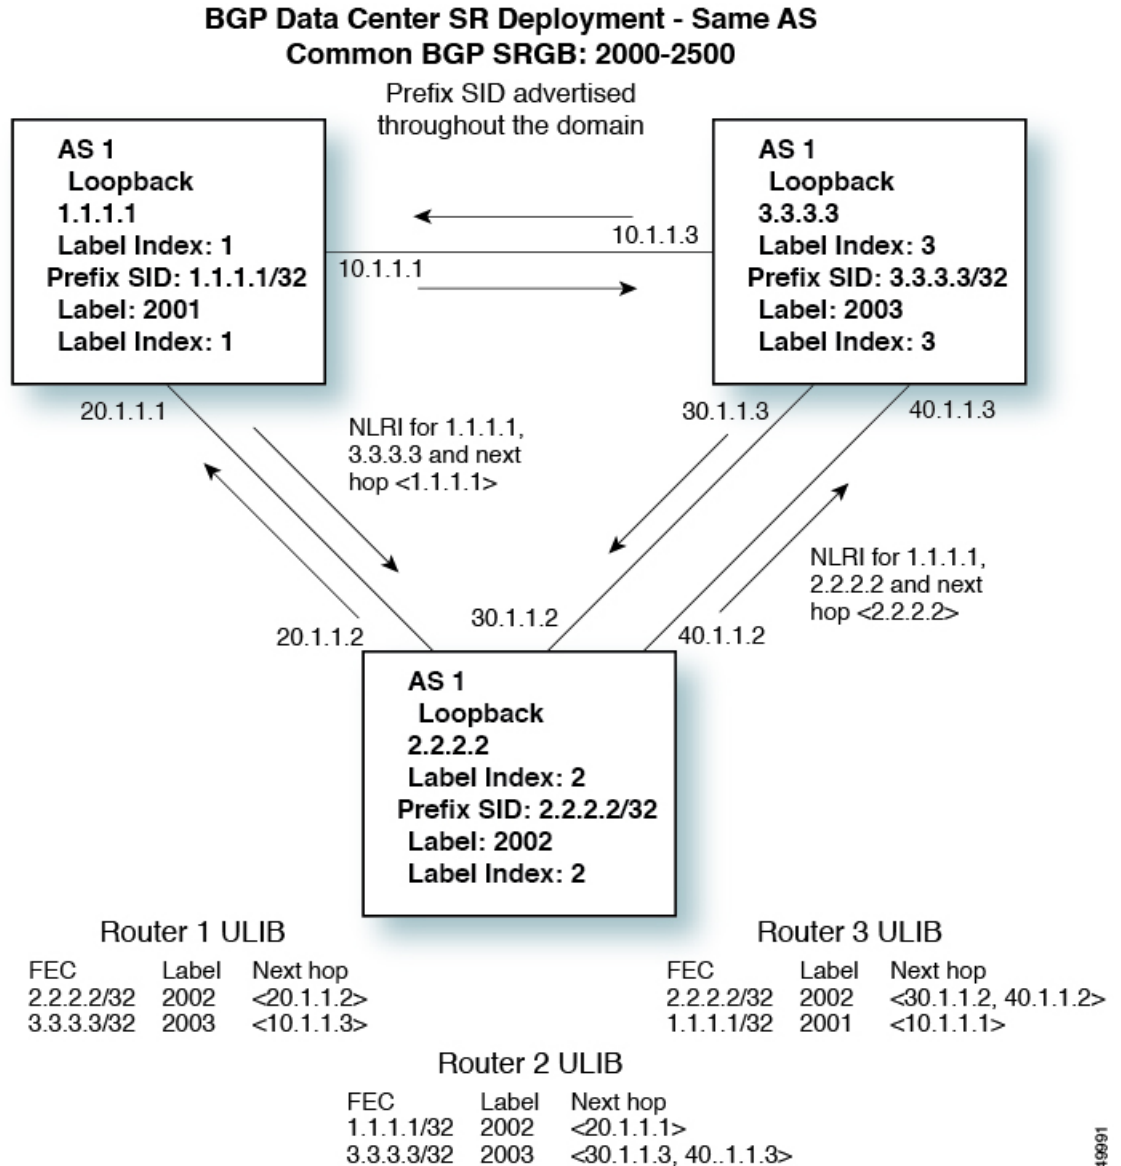 BGP Data Center SR Deployment - Same AS
Common BGP SRGB: 2000-2500
Prefix SID advertised
throughout the domain
AS 1
Loopback
1.1.1.1
Label Index: 1
Prefix SID: 1.1.1.1/32
Label: 2001
Label Index: 1
AS 1
Loopback
3.3.3.3
Label Index: 3
Prefix SID: 3.3.3.3/32
Label: 2003
Label Index: 3
10.1.1.3
10.1.1.1
20.1.1.1
NLRI for 1.1.1.1,
3.3.3.3 and next
hop <1.1.1.1>
30.1.1.3
40.1.1.3
NLRI for 1.1.1.1,
2.2.2.2 and next
hop <2.2.2.2>
20.1.1.2
30.1.1.2
40.1.1.2
AS 1
Loopback
2.2.2.2
Label Index: 2
Prefix SID: 2.2.2.2/32
Label: 2002
Label Index: 2
Router 1 ULIB
FEC Label Next hop
2.2.2.2/32 2002 <20.1.1.2>
3.3.3.3/32 2003 <10.1.1.3>
Router 3 ULIB
FEC Label Next hop
2.2.2.2/32 2002 <30.1.1.2, 40.1.1.2>
1.1.1.1/32 2001 <10.1.1.1>
Router 2 ULIB
FEC Label Next hop
1.1.1.1/32 2002 <20.1.1.1>
3.3.3.3/32 2003 <30.1.1.3, 40..1.1.3>